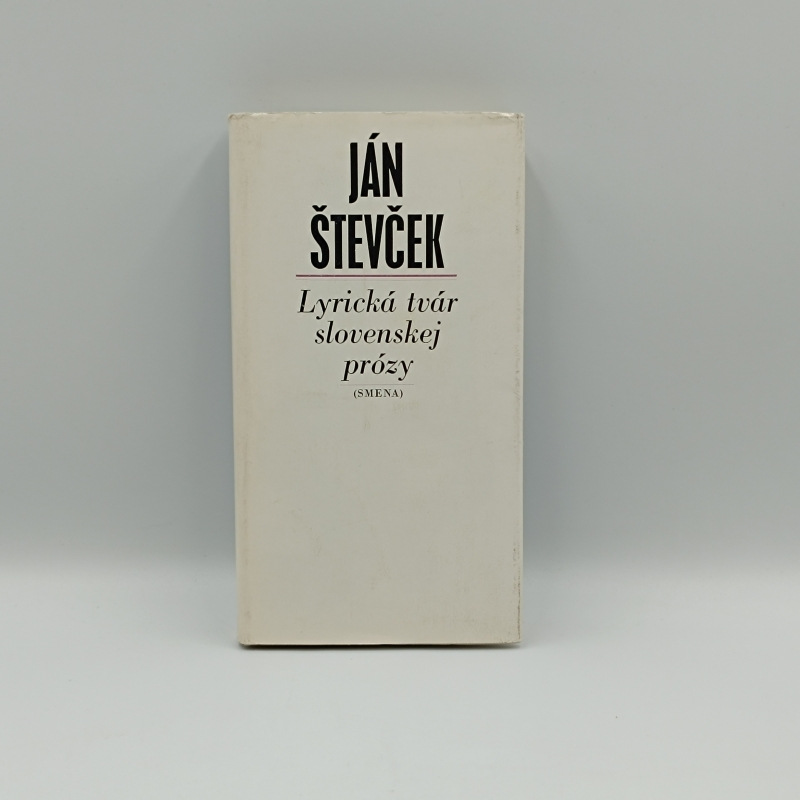 JÁN
ŠTEVČEK
Lyrická tvár
slovenskej
prózy
(SMENA)